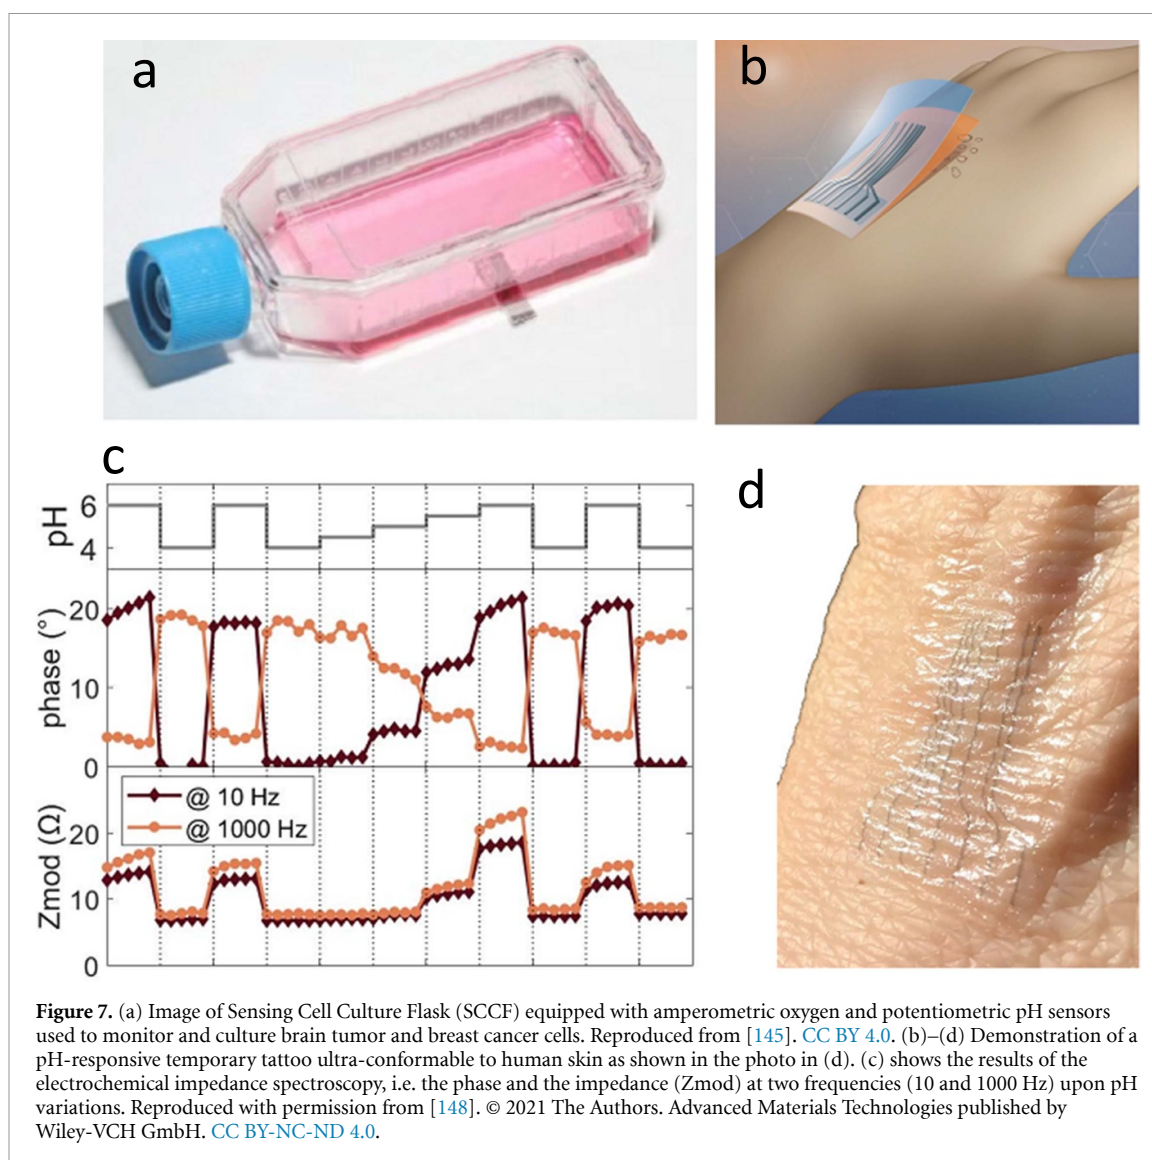 a
b
c
pH
6
4
d
phase (°)
20
10
0
Zmod (Ω)
@ 10 Hz
@ 1000 Hz
20
10
0
Figure 7. (a) Image of Sensing Cell Culture Flask (SCCF) equipped with amperometric oxygen and potentiometric pH sensors
used to monitor and culture brain tumor and breast cancer cells. Reproduced from [145]. CC BY 4.0. (b)–(d) Demonstration of a
pH-responsive temporary tattoo ultra-conformable to human skin as shown in the photo in (d). (c) shows the results of the
electrochemical impedance spectroscopy, i.e. the phase and the impedance (Zmod) at two frequencies (10 and 1000 Hz) upon pH
variations. Reproduced with permission from [148]. © 2021 The Authors. Advanced Materials Technologies published by
Wiley-VCH GmbH. CC BY-NC-ND 4.0.